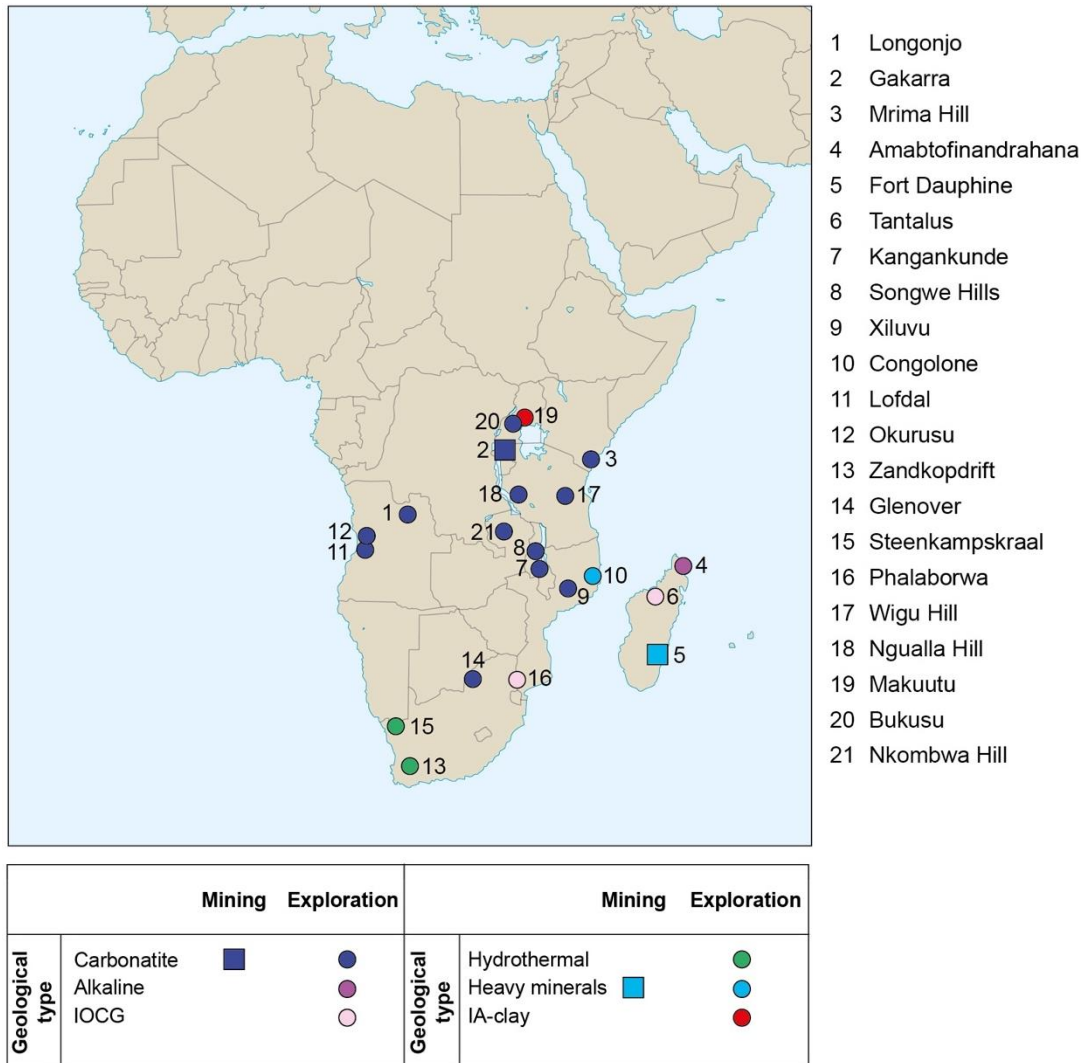 1 Longonjo
2 Gakarra
3 Mrima Hill
4 Amabtofinandrahana
5 Fort Dauphine
6 Tantalus
7 Kangankunde
8 Songwe Hills
9 Xiluvu
10 Congolone
11 Lofdal
12 Okurusu
13 Zandkopdrift
14 Glenover
15 Steenkampskraal
16 Phalaborwa
17 Wigu Hill
18 Ngualla Hill
19 Makuutu
20 Bukusu
21 Nkombwa Hill
20 19
2
3
18 17
1
12
21
11
8
7
10
9
4
6
5
14
16
15
13
Mining Exploration
Geological type
Carbonatite
Alkaline
IOCG
Mining Exploration
Geological type
Hydrothermal
Heavy minerals
IA-clay